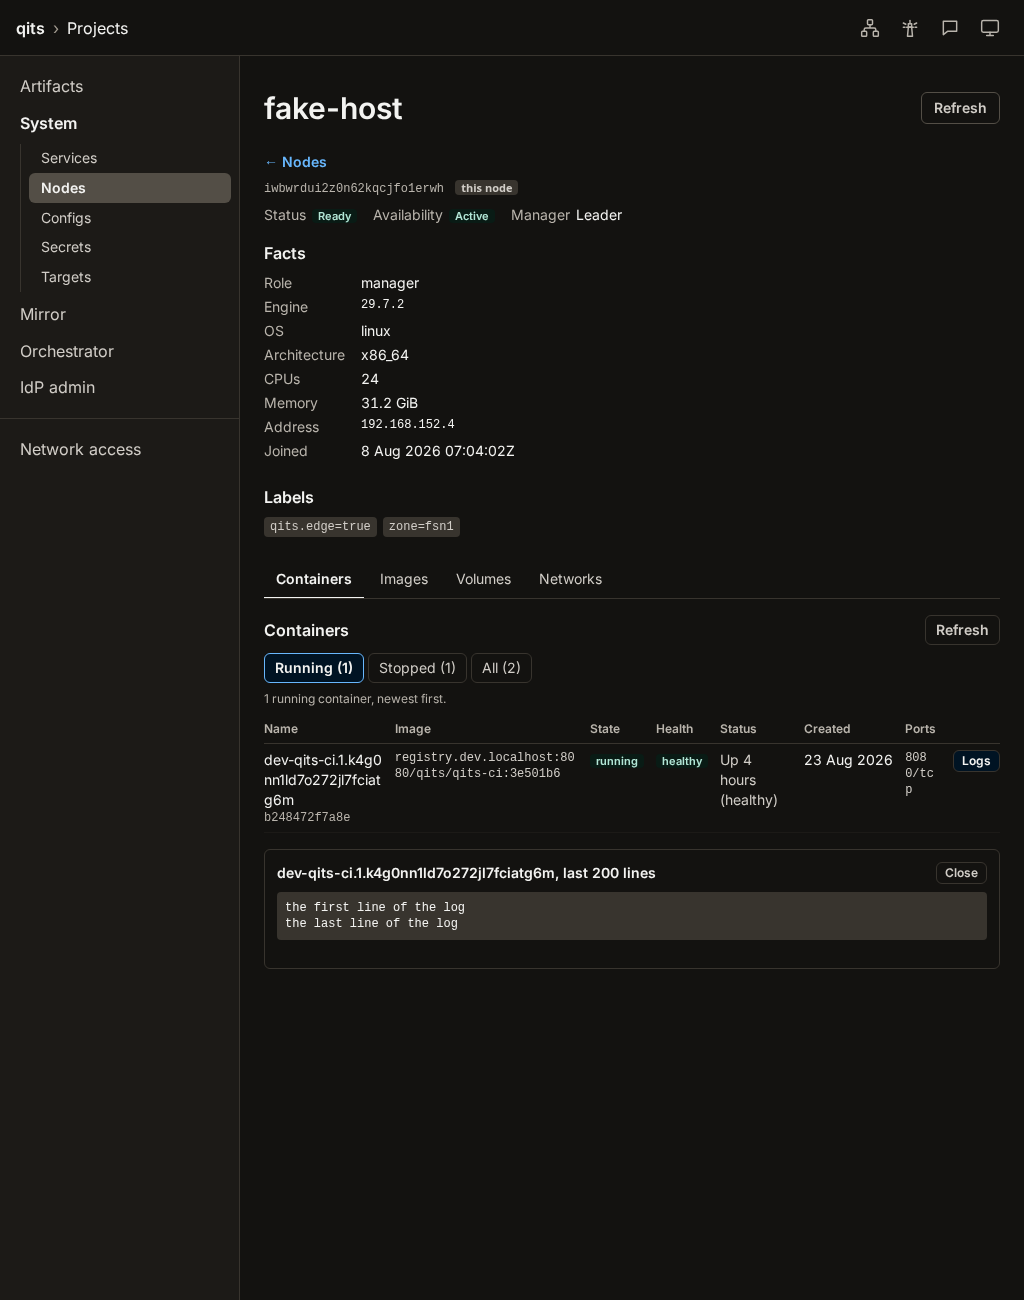 qits › Projects
Artifacts
System
Services
Nodes
Configs
Secrets
Targets
Mirror
Orchestrator
IdP admin
Network access
fake-host
Refresh
← Nodes
iwbwrdui2z0n62kqcjfo1erwh this node
Status Ready Availability Active Manager Leader
Facts
Role manager
Engine 29.7.2
OS linux
Architecture x86_64
CPUs 24
Memory 31.2 GiB
Address 192.168.152.4
Joined 8 Aug 2026 07:04:02Z
Labels
qits.edge=true zone=fsn1
Containers Images Volumes Networks
Containers
Refresh
Running (1) Stopped (1) All (2)
1 running container, newest first.
Name Image State Health Status Created Ports
dev-qits-ci.1.k4g0
nn1ld7o272jl7fciat
g6m
b248472f7a8e
registry.dev.localhost:80
80/qits/qits-ci:3e501b6
running
healthy
Up 4
hours
(healthy)
23 Aug 2026
808
0/tc
p
Logs
dev-qits-ci.1.k4g0nn1ld7o272jl7fciatg6m, last 200 lines
Close
the first line of the log
the last line of the log